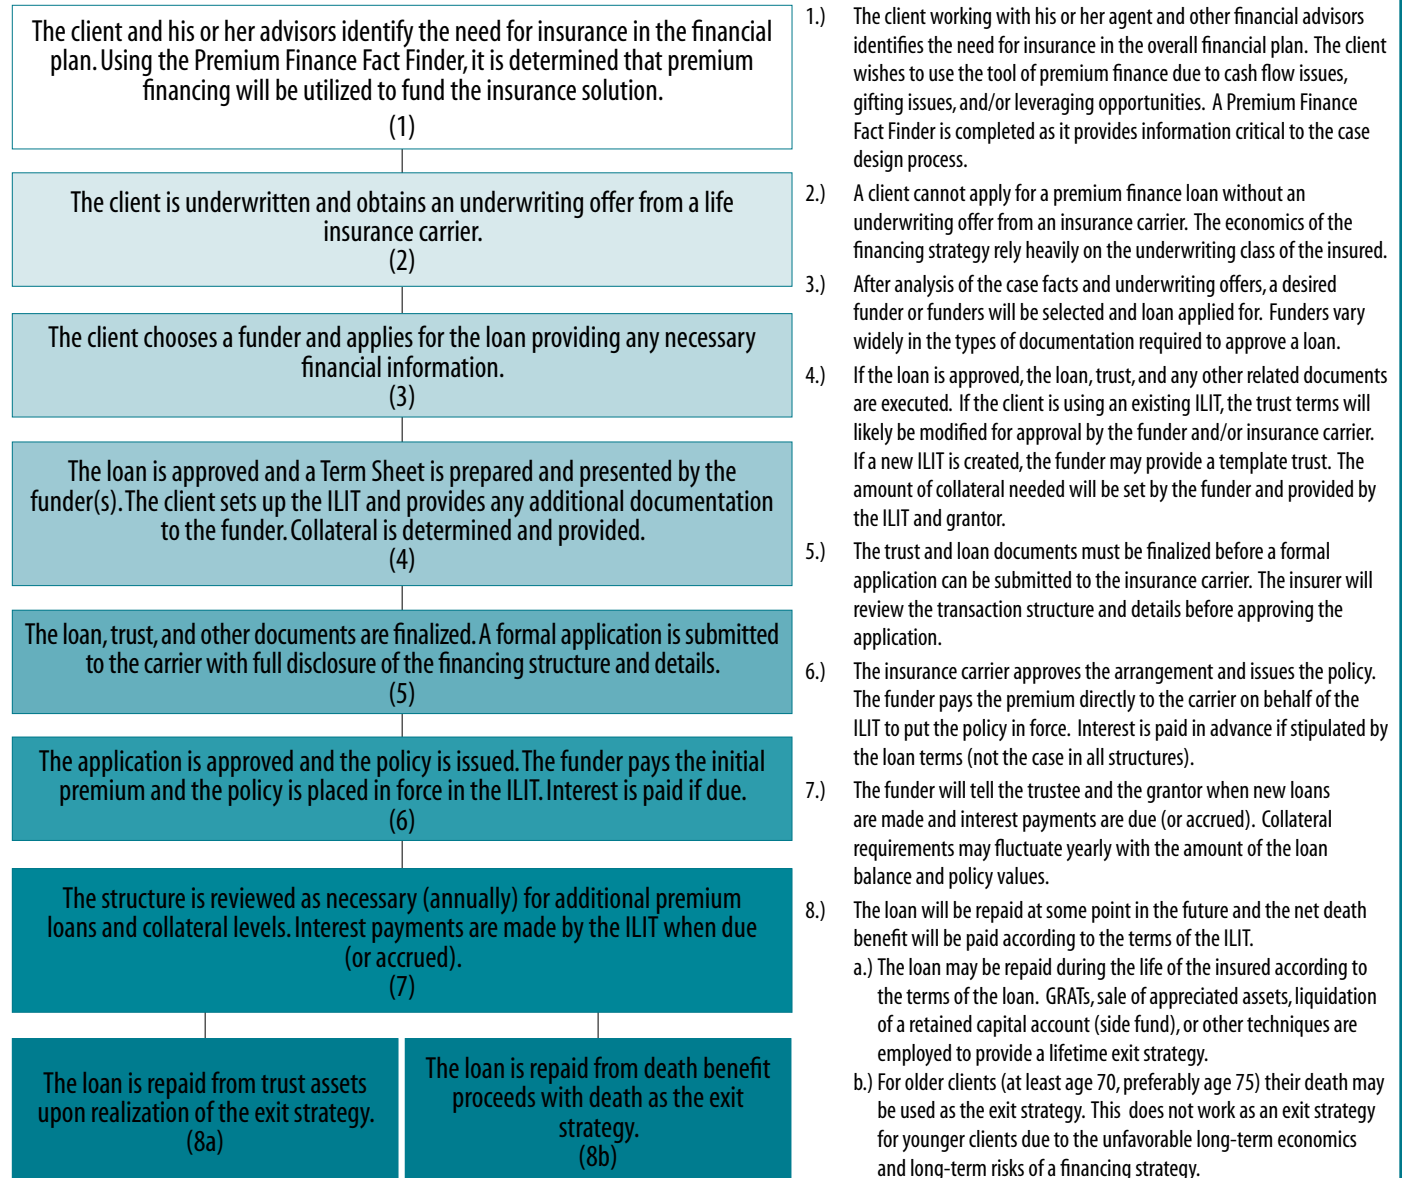 The client and his or her advisors identify the need for insurance in the financial
plan. Using the Premium Finance Fact Finder, it is determined that premium
financing will be utilized to fund the insurance solution.
(1)
The client is underwritten and obtains an underwriting offer from a life
insurance carrier.
(2)
The client chooses a funder and applies for the loan providing any necessary
financial information.
(3)
The loan is approved and a Term Sheet is prepared and presented by the
funder(s). The client sets up the ILIT and provides any additional documentation
to the funder. Collateral is determined and provided.
(4)
The loan, trust, and other documents are finalized. A formal application is submitted
to the carrier with full disclosure of the financing structure and details.
(5)
The application is approved and the policy is issued. The funder pays the initial
premium and the policy is placed in force in the ILIT. Interest is paid if due.
(6)
The structure is reviewed as necessary (annually) for additional premium
loans and collateral levels. Interest payments are made by the ILIT when due
(or accrued).
(7)
The loan is repaid from trust assets
upon realization of the exit strategy.
(8a)
The loan is repaid from death benefit
proceeds with death as the exit
strategy.
(8b)
1.) The client working with his or her agent and other financial advisors
identifies the need for insurance in the overall financial plan. The client
wishes to use the tool of premium finance due to cash flow issues,
gifting issues, and/or leveraging opportunities. A Premium Finance
Fact Finder is completed as it provides information critical to the case
design process.
2.) A client cannot apply for a premium finance loan without an
underwriting offer from an insurance carrier. The economics of the
financing strategy rely heavily on the underwriting class of the insured.
3.) After analysis of the case facts and underwriting offers, a desired
funder or funders will be selected and loan applied for. Funders vary
widely in the types of documentation required to approve a loan.
4.) If the loan is approved, the loan, trust, and any other related documents
are executed. If the client is using an existing ILIT, the trust terms will
likely be modified for approval by the funder and/or insurance carrier.
If a new ILIT is created, the funder may provide a template trust. The
amount of collateral needed will be set by the funder and provided by
the ILIT and grantor.
5.) The trust and loan documents must be finalized before a formal
application can be submitted to the insurance carrier. The insurer will
review the transaction structure and details before approving the
application.
6.) The insurance carrier approves the arrangement and issues the policy.
The funder pays the premium directly to the carrier on behalf of the
ILIT to put the policy in force. Interest is paid in advance if stipulated by
the loan terms (not the case in all structures).
7.) The funder will tell the trustee and the grantor when new loans
are made and interest payments are due (or accrued). Collateral
requirements may fluctuate yearly with the amount of the loan
balance and policy values.
8.) The loan will be repaid at some point in the future and the net death
benefit will be paid according to the terms of the ILIT.
a.) The loan may be repaid during the life of the insured according to
the terms of the loan. GRATs, sale of appreciated assets, liquidation
of a retained capital account (side fund), or other techniques are
employed to provide a lifetime exit strategy.
b.) For older clients (at least age 70, preferably age 75) their death may
be used as the exit strategy. This does not work as an exit strategy
for younger clients due to the unfavorable long-term economics
and long-term risks of a financing strategy.